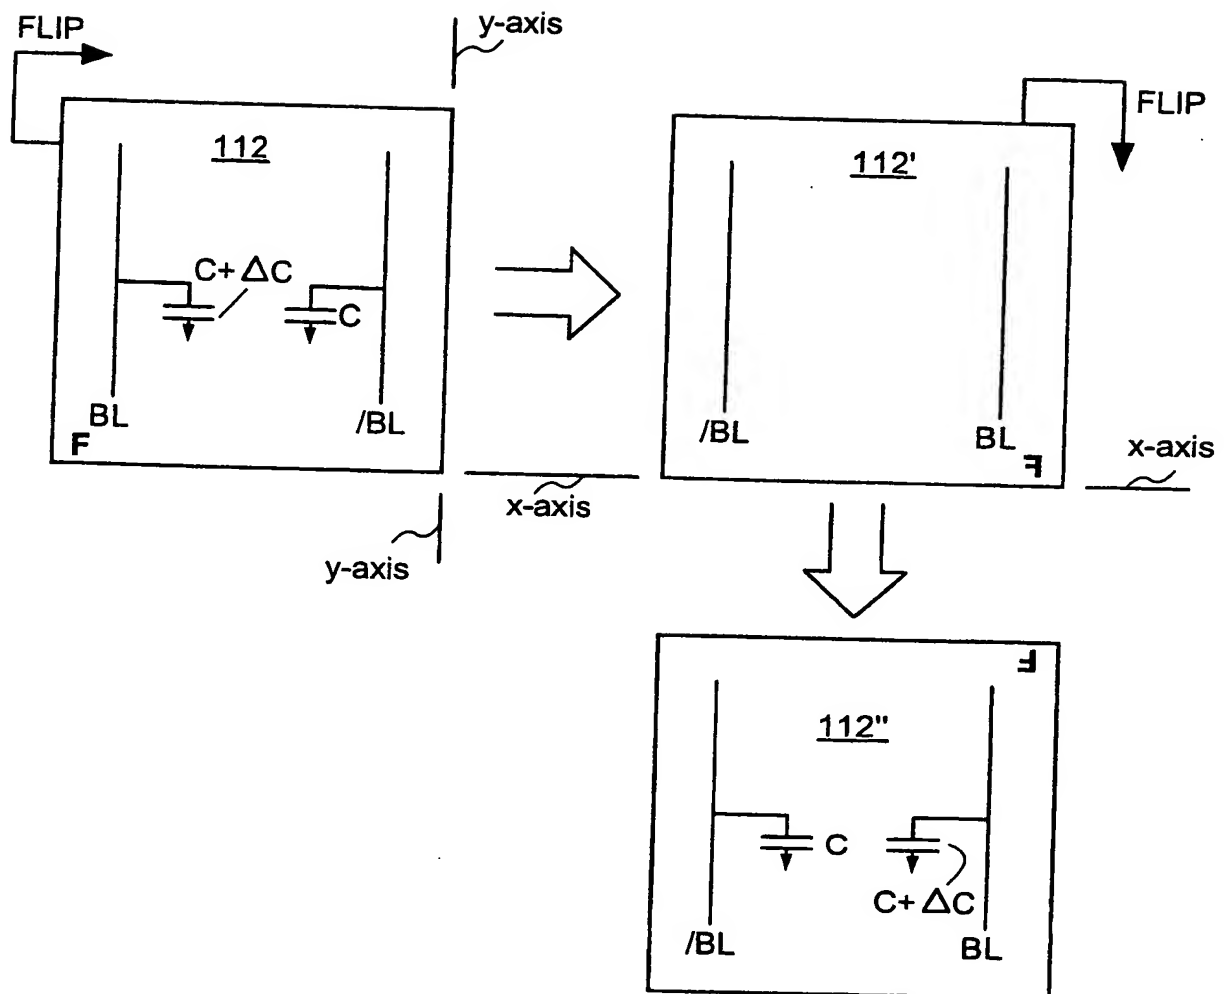 FLIP
y-axis
112
C+ ΔC
C
BL
/BL
F
x-axis
y-axis
FLIP
112'
/BL
BL
F
x-axis
F
112"
C
C+ ΔC
/BL
BL